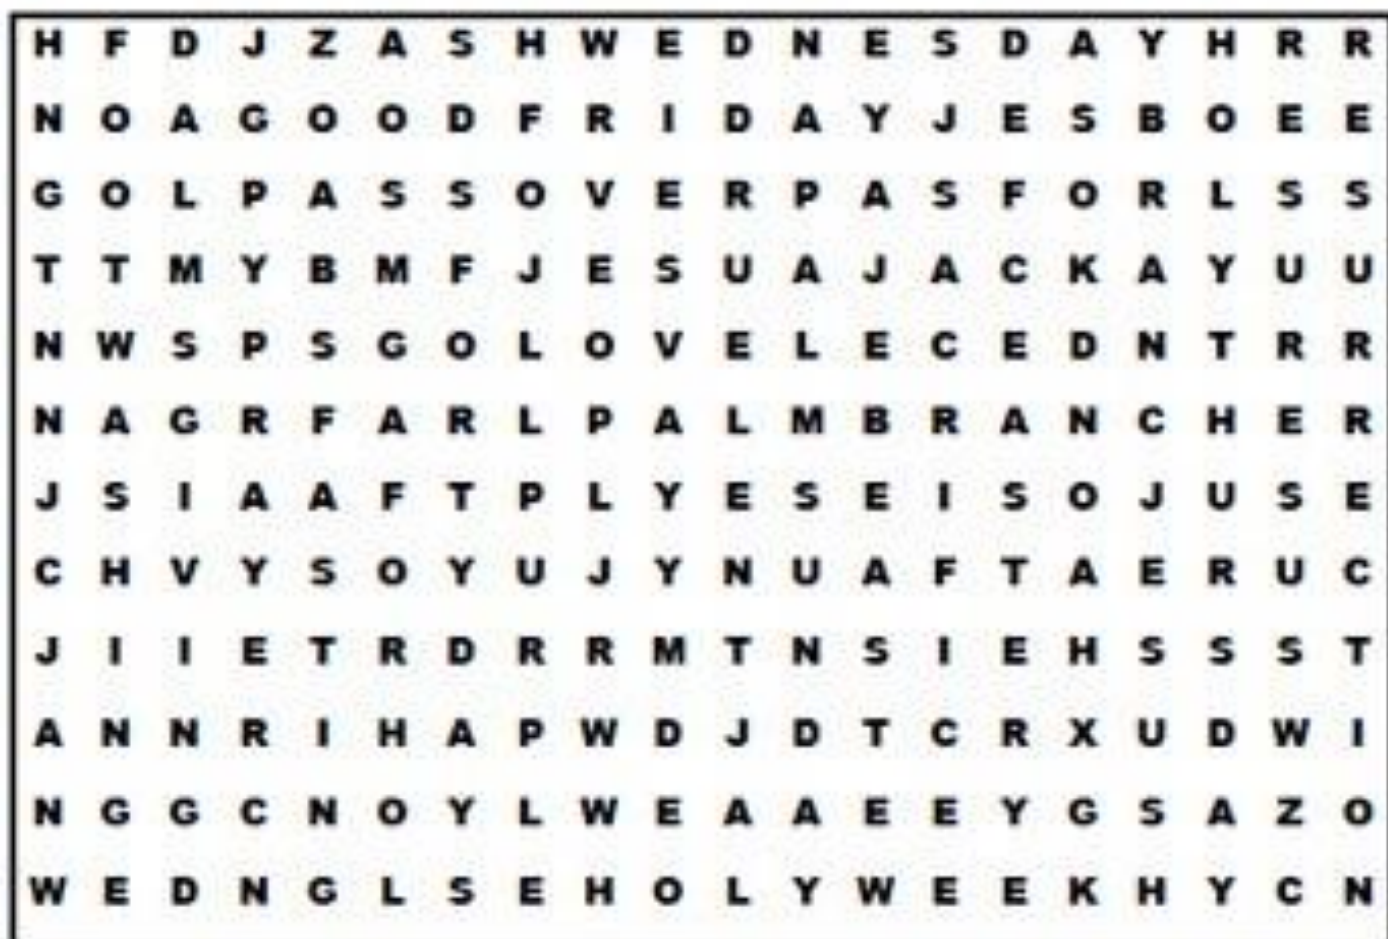 H F D J Z A S H W E D N E S D A Y H R R
N O A G O O D F R I D A Y J E S B O E E
G O L P A S S O V E R P A S F O R L S S
T T M Y B M F J E S U A J A C K A Y U U
N W S P S G O L O V E L E C E D N T R R
N A G R F A R L P A L M B R A N C H E R
J S I A A F T P L Y E S E I S O J U S E
C H V Y S O Y U J Y N U A F T A E R U C
J I I E T R D R R M T N S I E H S S S T
A N N R I H A P W D J D T C R X U D W I
N G G C N O Y L W E A A E E Y G S A Z O
W E D N G L S E H O L Y W E E K H Y C N